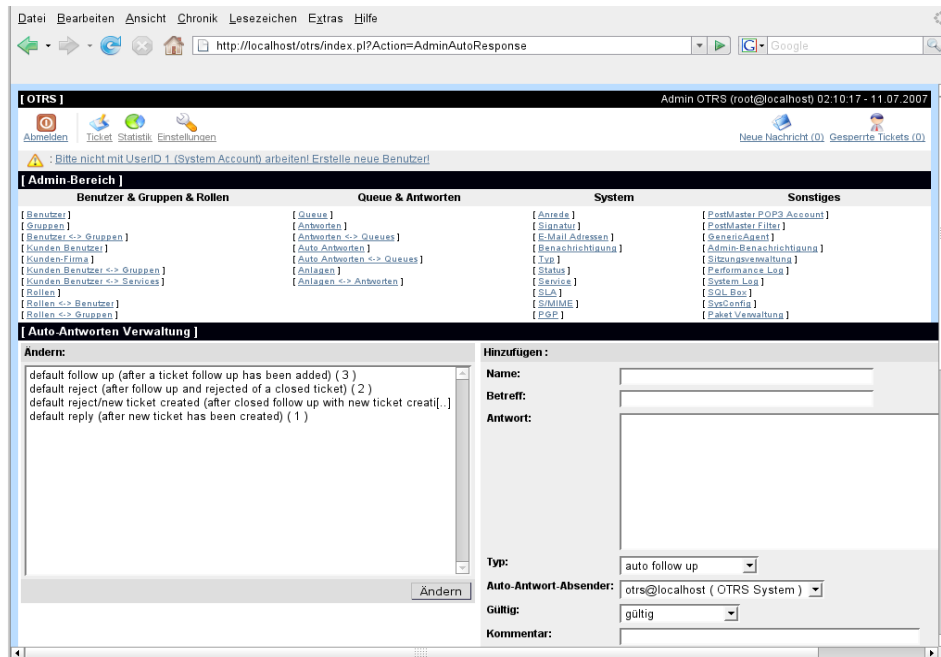 Datei Bearbeiten Ansicht Chronik Lesezeichen Extras Hilfe
http://localhost/otrs/index.pl?Action=AdminAutoResponse
G Google
[ OTRS ]
Admin OTRS (root@localhost) 02:10:17 - 11.07.2007
Abmelden Ticket Statistik Einstellungen
Neue Nachricht (0) Gesperrte Tickets (0)
: Bitte nicht mit UserID 1 (System Account) arbeiten! Erstelle neue Benutzer!
[ Admin-Bereich ]
Benutzer & Gruppen & Rollen
[ Benutzer ]
[ Gruppen ]
[ Benutzer <-> Gruppen ]
[ Kunden Benutzer ]
[ Kunden-Firma ]
[ Kunden Benutzer <-> Gruppen ]
[ Kunden Benutzer <-> Services ]
[ Rollen ]
[ Rollen <-> Benutzer ]
[ Rollen <-> Gruppen ]
Queue & Antworten
[ Queue ]
[ Antworten ]
[ Antworten <-> Queues ]
[ Auto Antworten ]
[ Auto Antworten <-> Queues ]
[ Anlagen ]
[ Anlagen <-> Antworten ]
System
[ Anrede ]
[ Signatur ]
[ E-Mail Adressen ]
[ Benachrichtigung ]
[ Typ ]
[ Status ]
[ Service ]
[ SLA ]
[ S/MIME ]
[ PGP ]
Sonstiges
[ PostMaster POP3 Account ]
[ PostMaster Filter ]
[ GenericAgent ]
[ Admin-Benachrichtigung ]
[ Sitzungsverwaltung ]
[ Performance Log ]
[ System Log ]
[ SQL Box ]
[ SysConfig ]
[ Paket Verwaltung ]
[ Auto-Antworten Verwaltung ]
Ändern:
default follow up (after a ticket follow up has been added) ( 3 )
default reject (after follow up and rejected of a closed ticket) ( 2 )
default reject/new ticket created (after closed follow up with new ticket creati[..]
default reply (after new ticket has been created) ( 1 )
Ändern
Hinzufügen :
Name:
Betreff:
Antwort:
Typ: auto follow up
Auto-Antwort-Absender: otrs@localhost ( OTRS System )
Gültig: gültig
Kommentar: